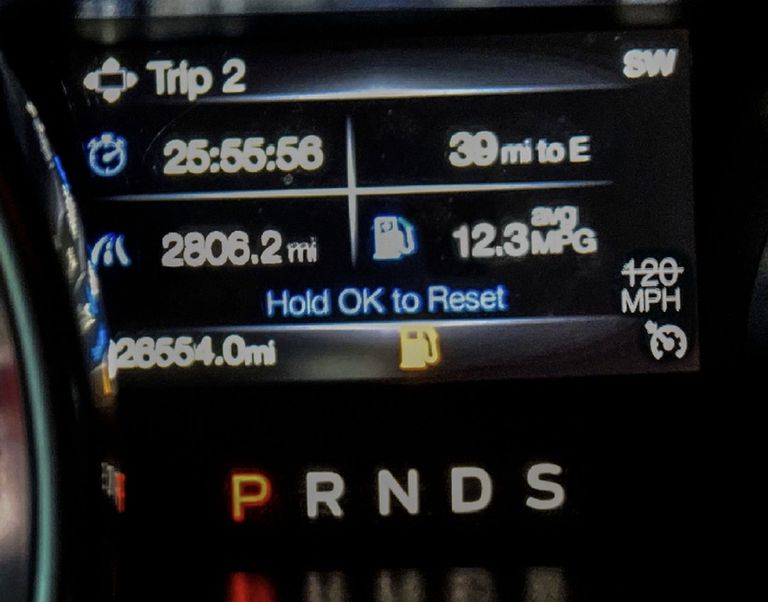 Trip 2
SW
25:55:56
39 mi to E
2806.2 mi
12.3 avg MPG
Hold OK to Reset
120
MPH
26554.0mi
P R N D S